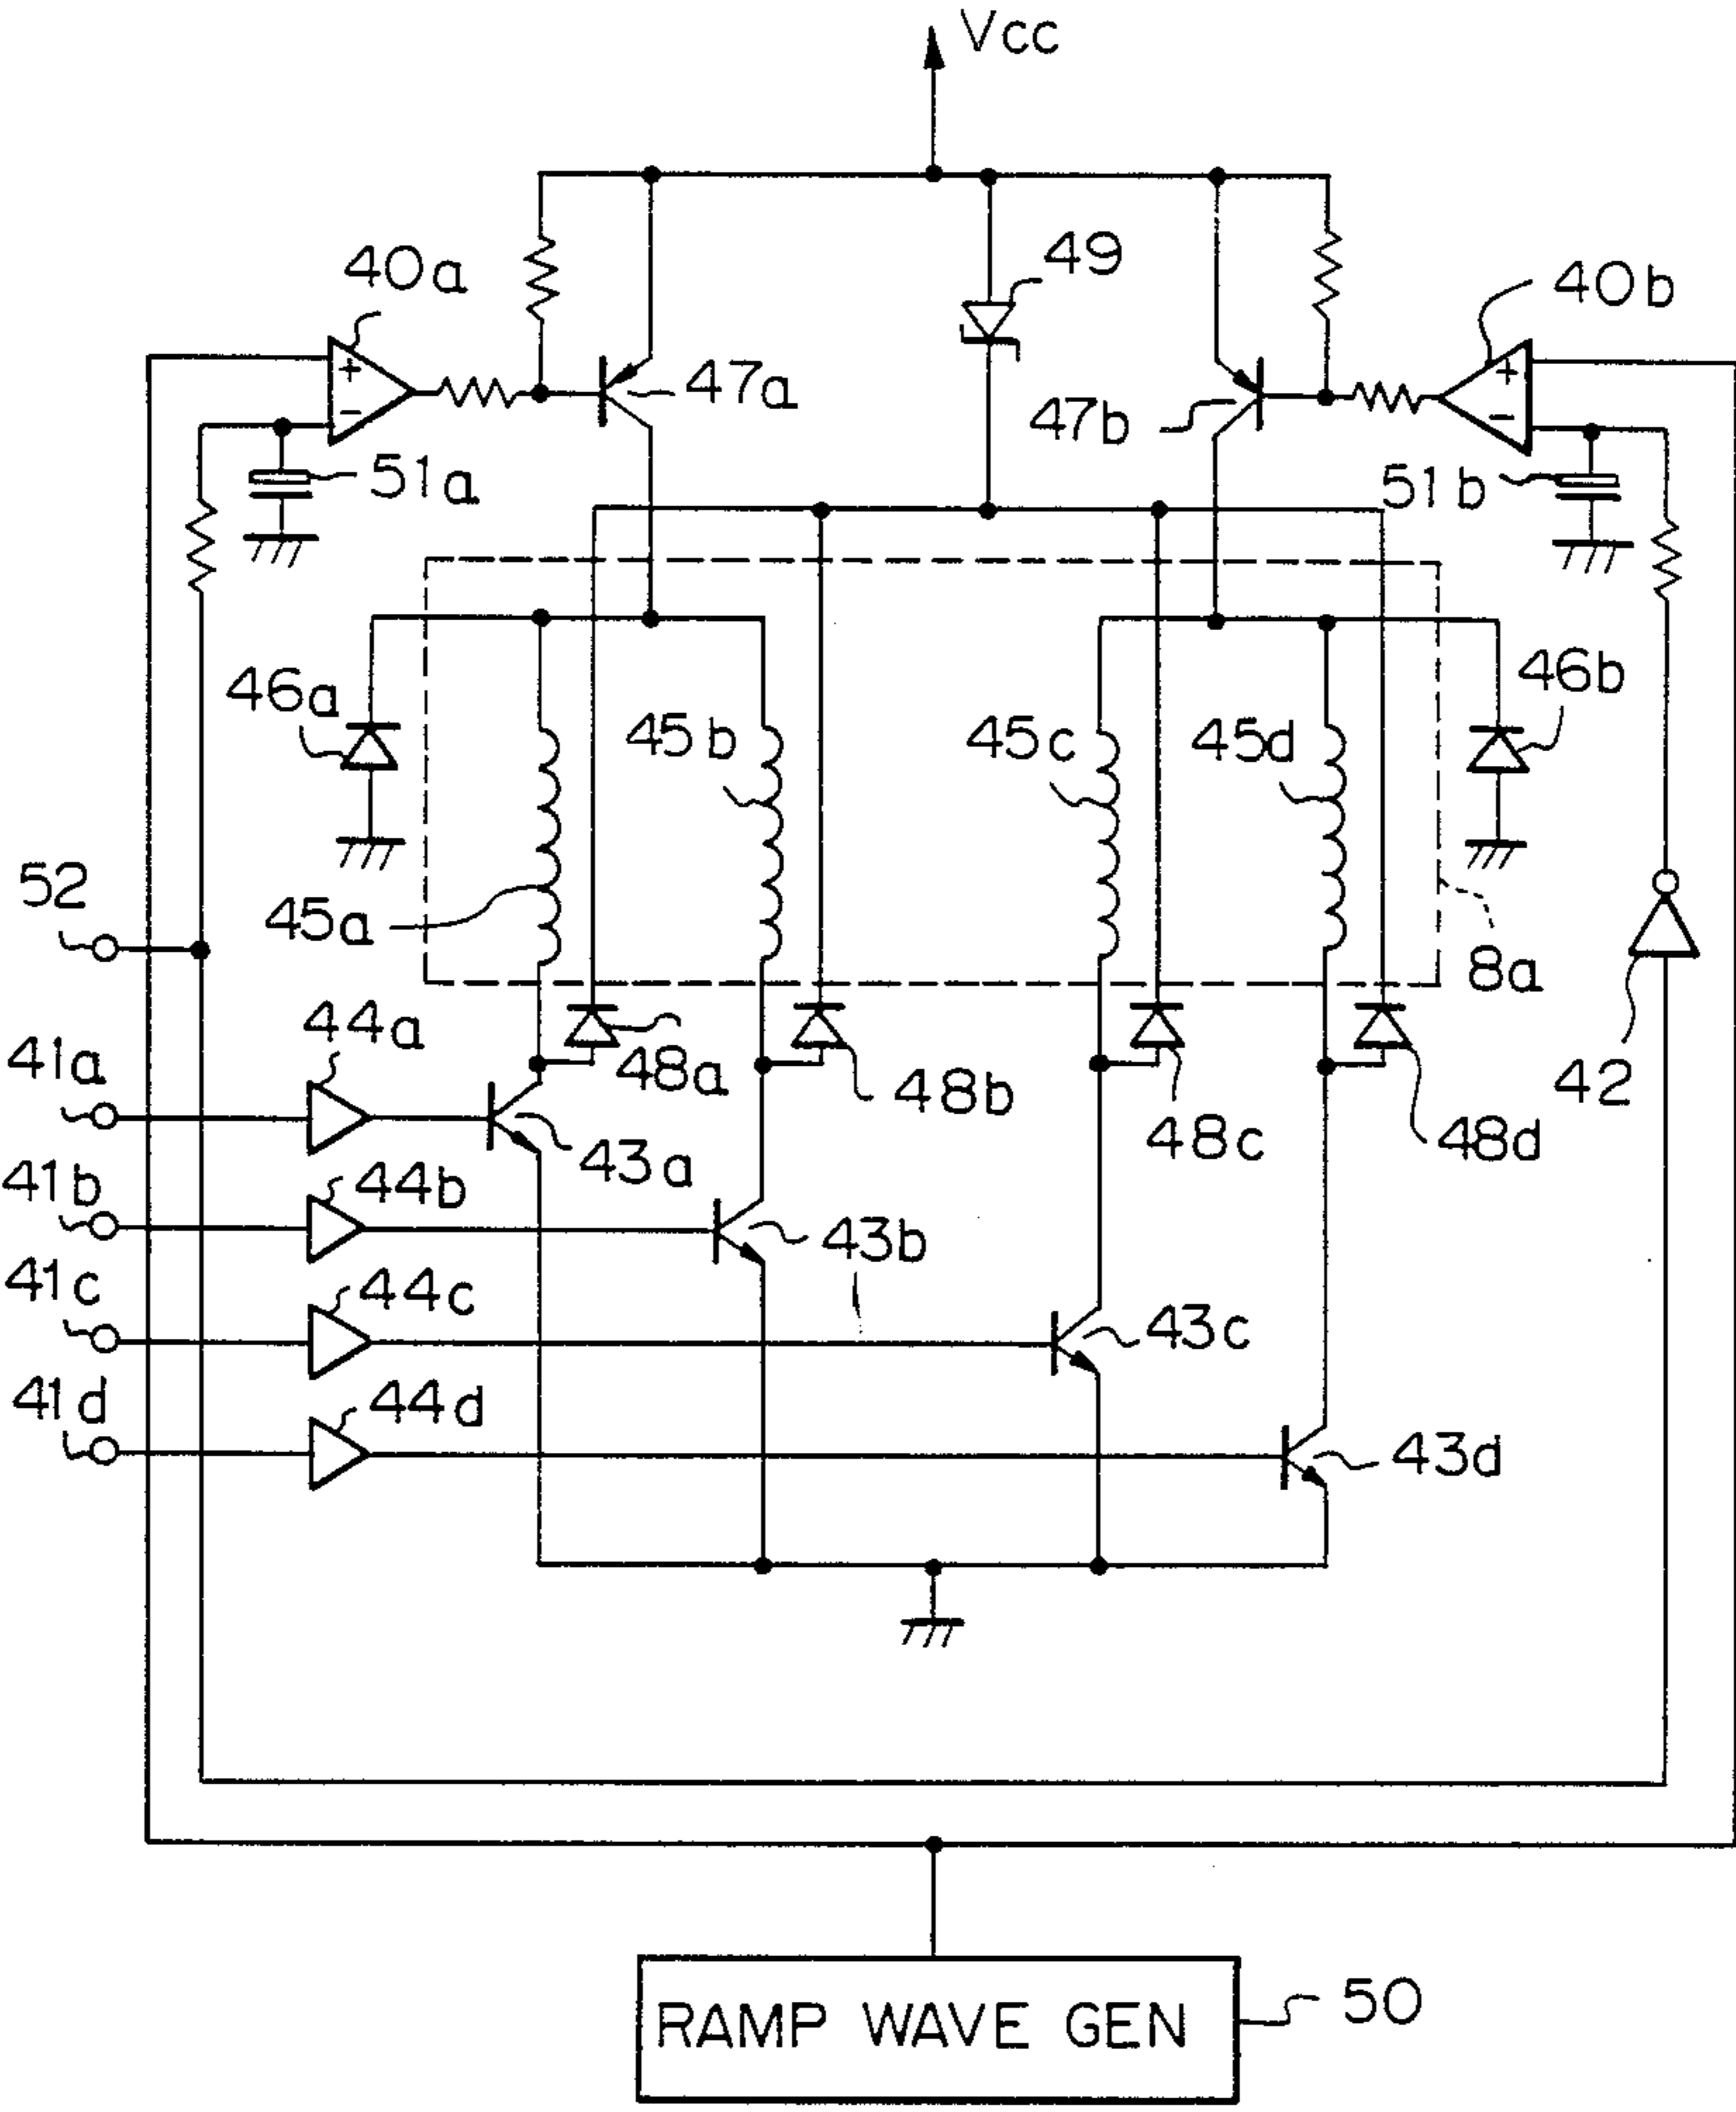 Vcc
49
40a
40b
+
+
47a
47b
-
-
51a
51b
46a
46b
45b
45c
45d
52
45a
8a
44a
41a
48a
48b
42
48c
48d
43a
41b
44b
43b
41c
44c
43c
41d
44d
43d
50
RAMP WAVE GEN